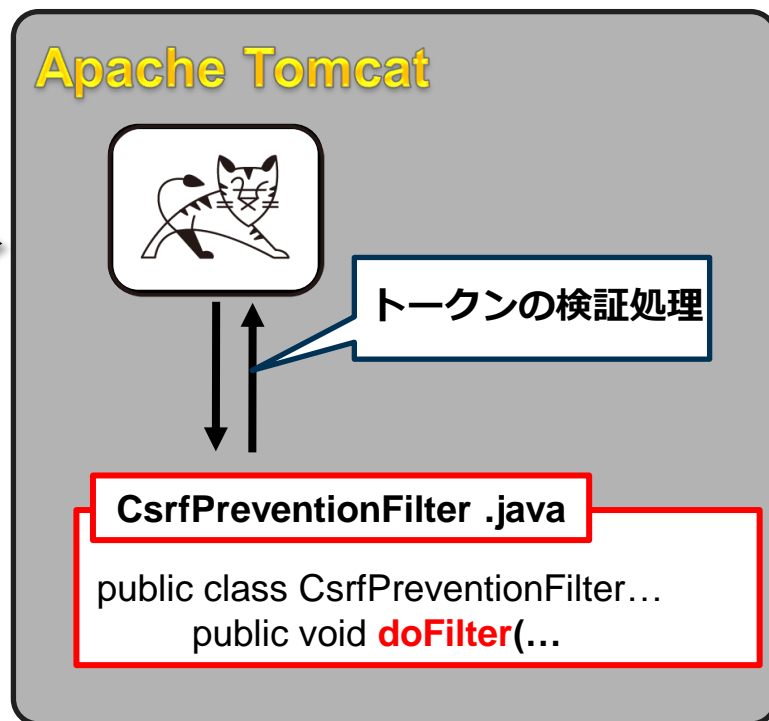 Apache Tomcat
トークンの検証処理
CsrfPreventionFilter .java
public class CsrfPreventionFilter…
public void doFilter(…